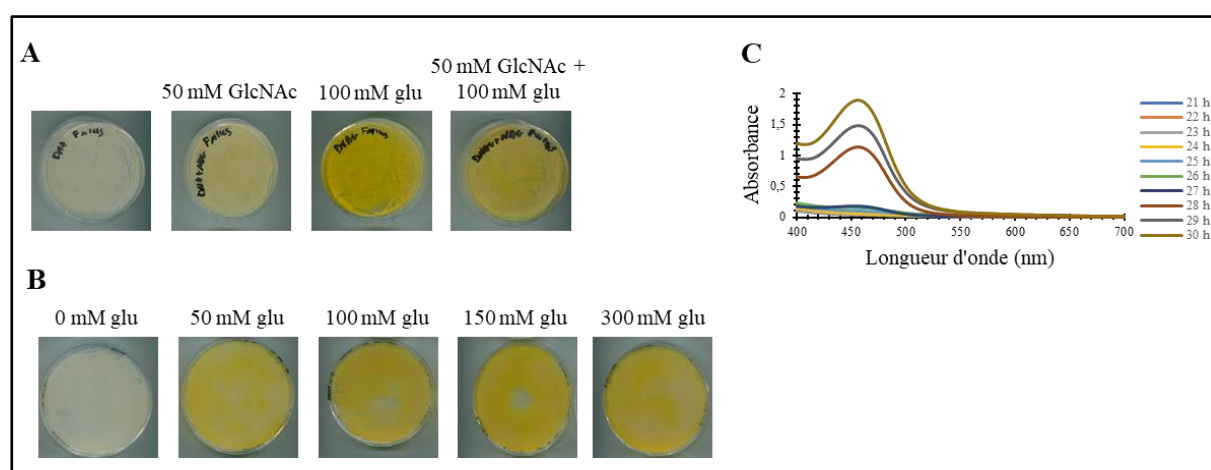 A
50 mM GlcNAc
100 mM glu
50 mM GlcNAc +
100 mM glu
B
0 mM glu
50 mM glu
100 mM glu
150 mM glu
300 mM glu
C
Absorbance
2
1,5
1
0,5
0
400
450
500
550
600
650
700
Longueur d'onde (nm)
21 h
22 h
23 h
24 h
25 h
26 h
27 h
28 h
29 h
30 h